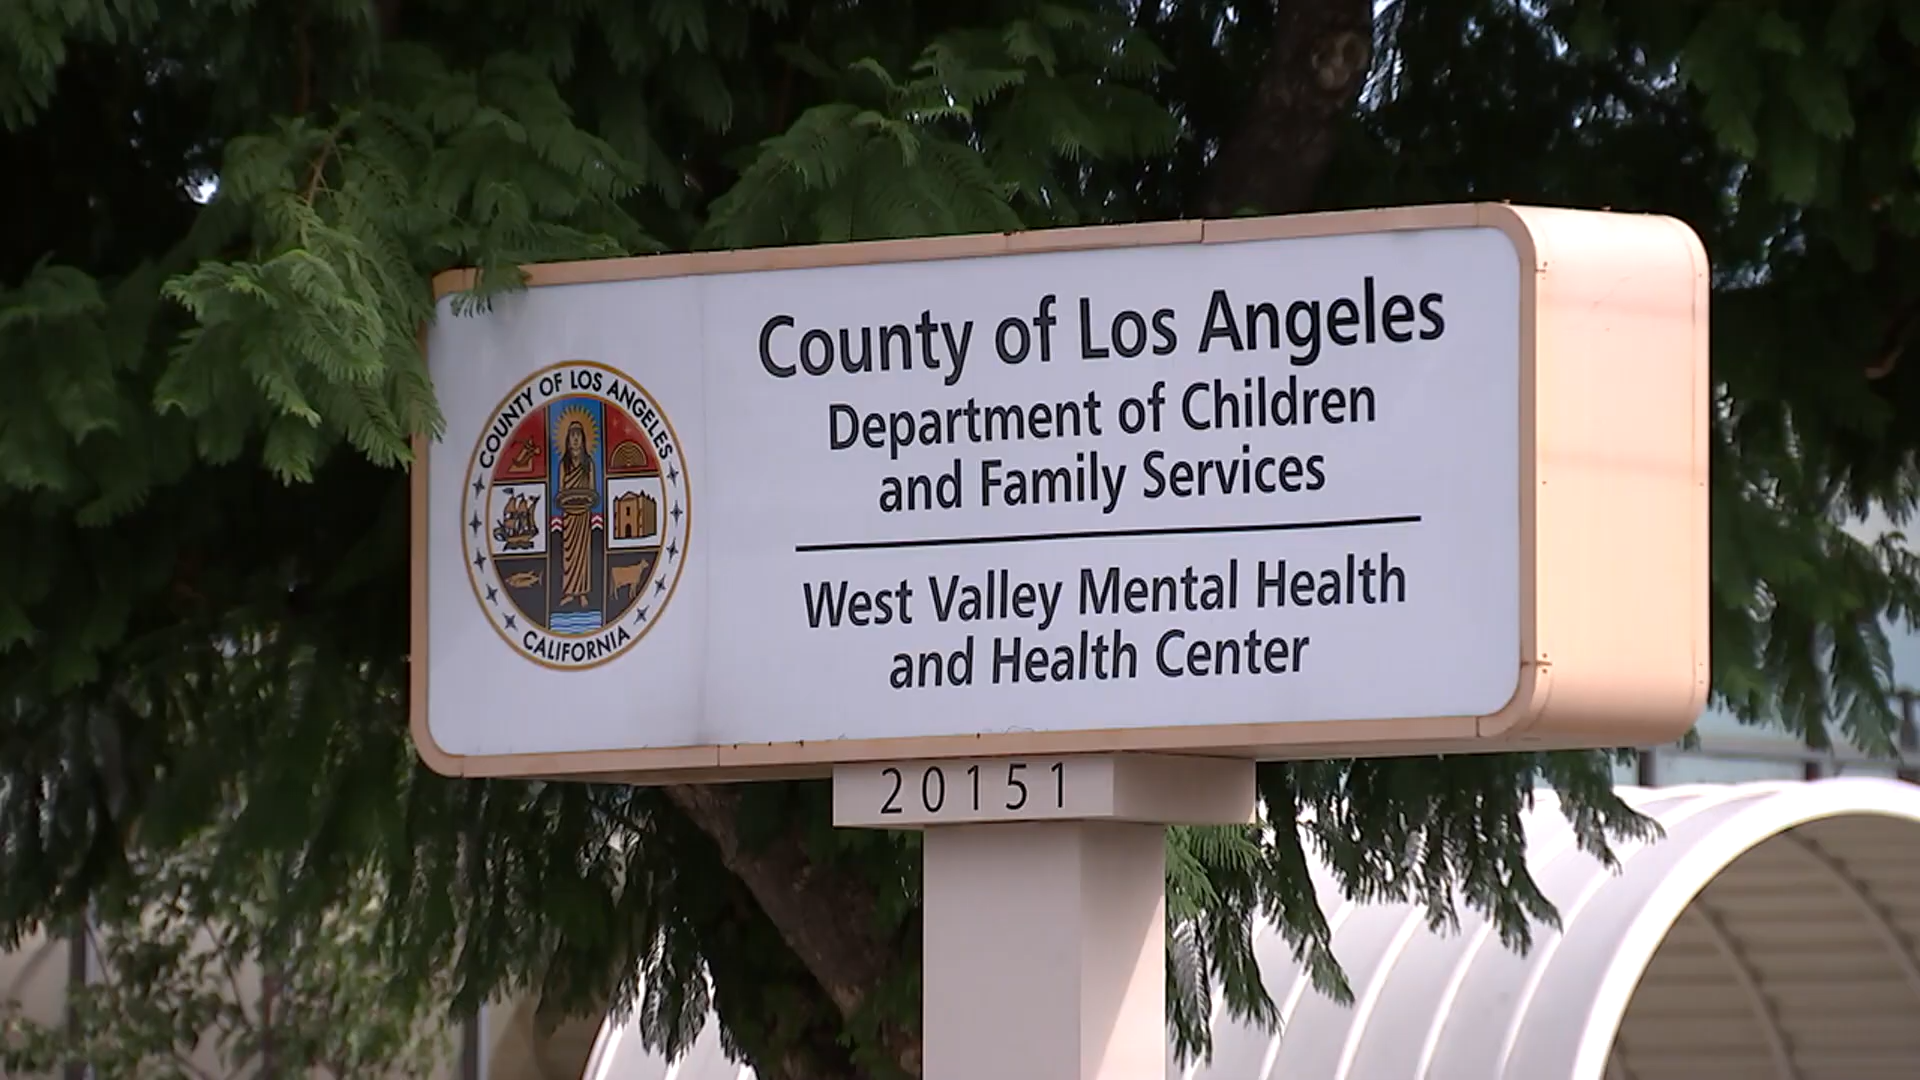 County of Los Angeles
Department of Children
and Family Services
West Valley Mental Health
and Health Center
COUNTY OF LOS ANGELES
CALIFORNIA
20151